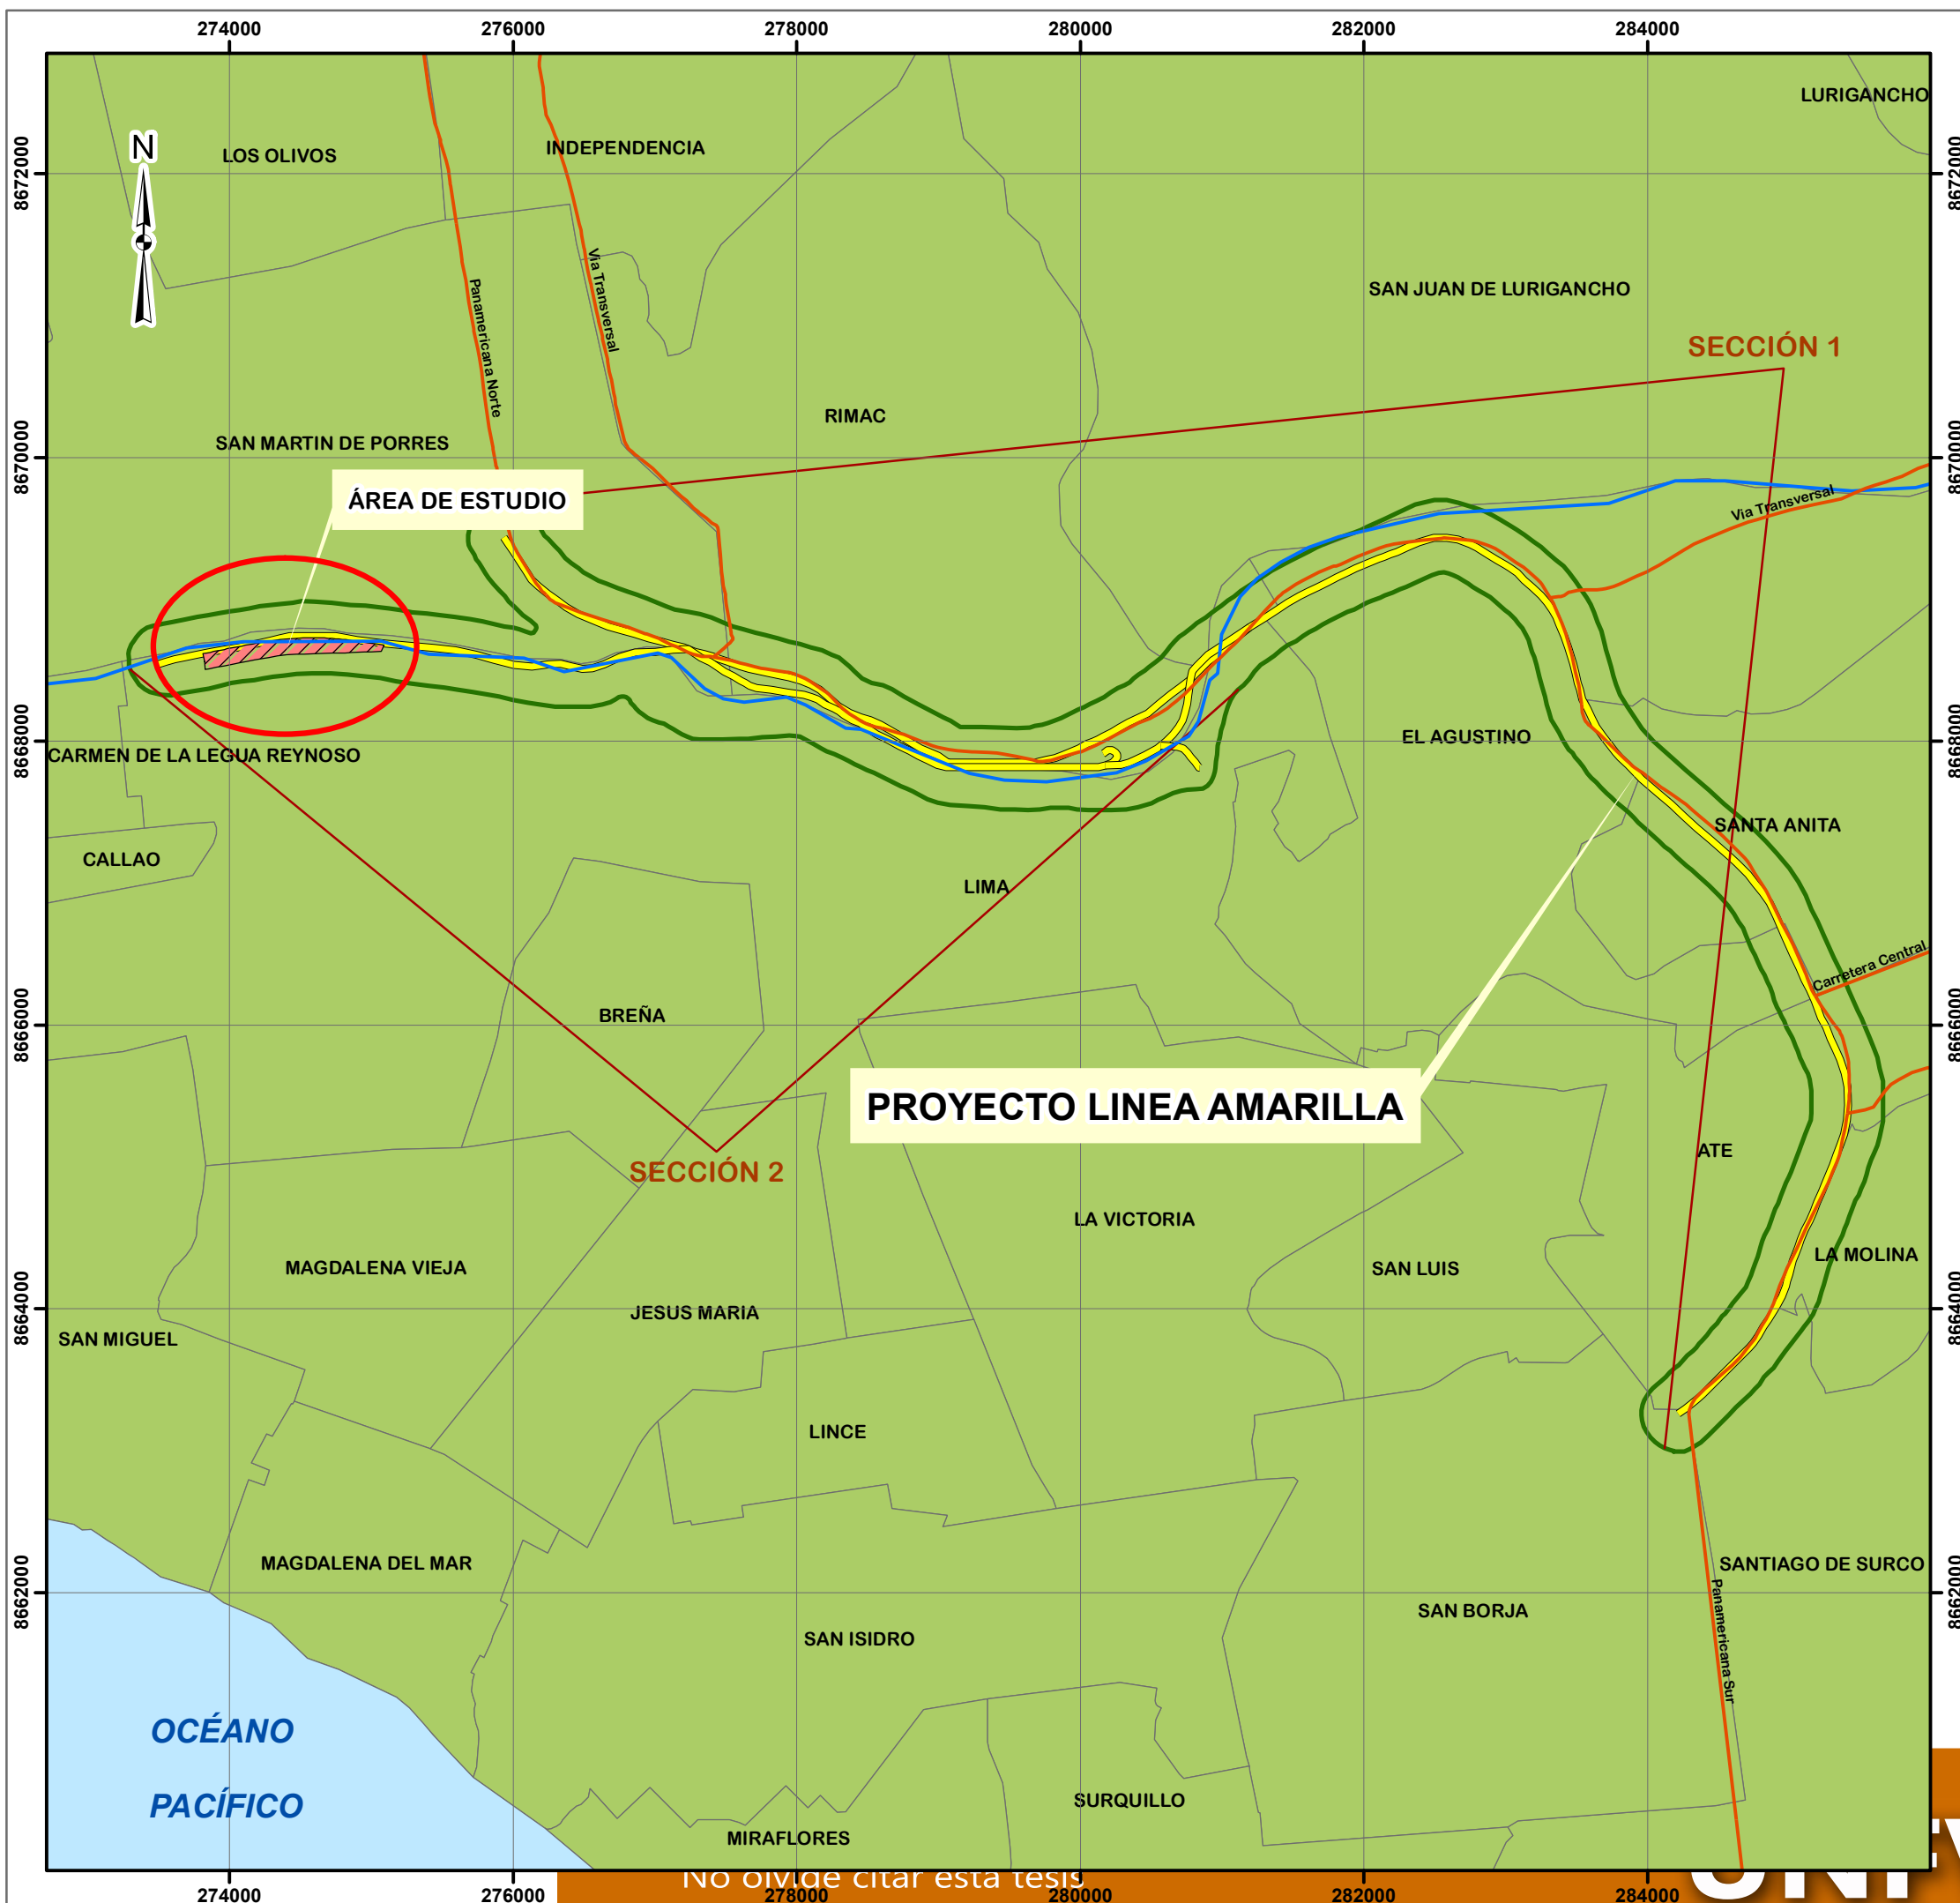 274000 276000 278000 280000 282000 284000
LURIGANCHO
N
LOS OLIVOS
INDEPENDENCIA
8672000
8672000
Panamericana Norte
Via Transversal
SAN JUAN DE LURIGANCHO
SECCIÓN 1
RIMAC
SAN MARTIN DE PORRES
8670000
8670000
ÁREA DE ESTUDIO
Via Transversal
EL AGUSTINO
8668000
8668000
CARMEN DE LA LEGUA REYNOSO
SANTA ANITA
CALLAO
LIMA
Carretera Central
BREÑA
8666000
8666000
PROYECTO LINEA AMARILLA
ATE
SECCIÓN 2
LA VICTORIA
LA MOLINA
MAGDALENA VIEJA
SAN LUIS
JESUS MARIA
8664000
8664000
SAN MIGUEL
LINCE
MAGDALENA DEL MAR
SANTIAGO DE SURCO
8662000
8662000
SAN BORJA
Panamericana Sur
SAN ISIDRO
OCÉANO
PACÍFICO
SURQUILLO
MIRAFLORES
No olvide citar esta tesis
274000 276000 278000 280000 282000 284000